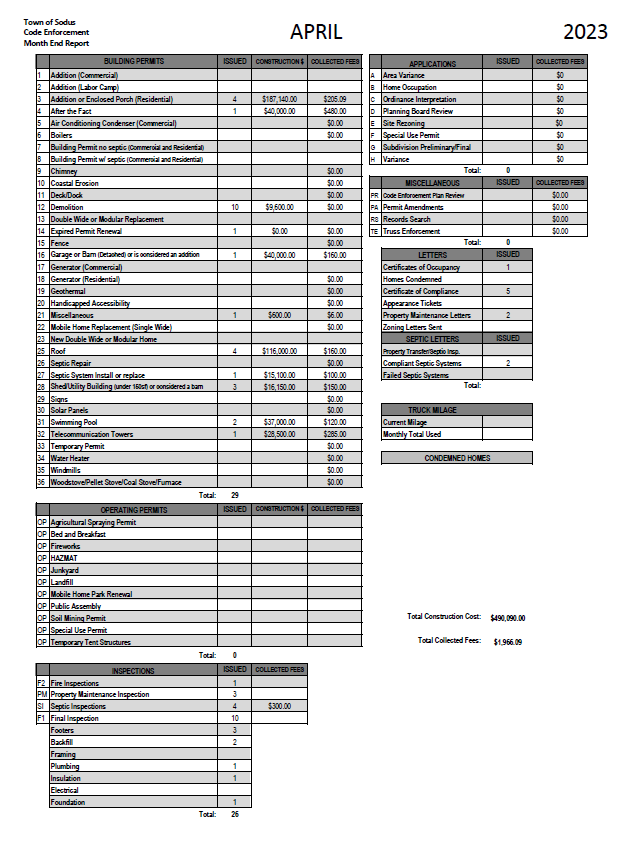 Town of Sodus
Code Enforcement
Month End Report
APRIL
2023
BUILDING PERMITS ISSUED CONSTRUCTION $ COLLECTED FEES
1 Addition (Commercial)
2 Addition (Labor Camp)
3 Addition or Enclosed Porch (Residential) 4 $187,140.00 $205.09
4 After the Fact 1 $40,000.00 $480.00
5 Air Conditioning Condenser (Commercial) $0.00
6 Boilers $0.00
7 Building Permit no septic (Commercial and Residential)
8 Building Permit w/ septic (Commercial and Residential)
9 Chimney $0.00
10 Coastal Erosion $0.00
11 Deck/Dock $0.00
12 Demolition 10 $9,600.00 $0.00
13 Double Wide or Modular Replacement
14 Expired Permit Renewal 1 $0.00 $0.00
15 Fence $0.00
16 Garage or Barn (Detached) or is considered an addition 1 $40,000.00 $160.00
17 Generator (Commercial)
18 Generator (Residential) $0.00
19 Geothermal $0.00
20 Handicapped Accessibility $0.00
21 Miscellaneous 1 $600.00 $6.00
22 Mobile Home Replacement (Single Wide) $0.00
23 New Double Wide or Modular Home
25 Roof 4 $116,000.00 $160.00
26 Septic Repair $0.00
27 Septic System Install or replace 1 $15,100.00 $100.00
28 Shed/Utility Building (under 160sf) or considered a barn 3 $16,150.00 $150.00
29 Signs $0.00
30 Solar Panels $0.00
31 Swimming Pool 2 $37,000.00 $120.00
32 Telecommunication Towers 1 $28,500.00 $285.00
33 Temporary Permit $0.00
34 Water Heater $0.00
35 Windmills $0.00
36 Woodstove/Pellet Stove/Coal Stove/Furnace $0.00
Total: 29
OPERATING PERMITS ISSUED CONSTRUCTION $ COLLECTED FEES
OP Agricultural Spraying Permit
OP Bed and Breakfast
OP Fireworks
OP HAZMAT
OP Junkyard
OP Landfill
OP Mobile Home Park Renewal
OP Public Assembly
OP Soil Mining Permit
OP Special Use Permit
OP Temporary Tent Structures
Total: 0
INSPECTIONS ISSUED COLLECTED FEES
F2 Fire Inspections 1
PM Property Maintenance Inspection 3
SI Septic Inspections 4 $300.00
F1 Final Inspection 10
Footers 3
Backfill 2
Framing
Plumbing 1
Insulation 1
Electrical
Foundation 1
Total: 26
APPLICATIONS ISSUED COLLECTED FEES
A Area Variance $0
B Home Occupation $0
C Ordinance Interpretation $0
D Planning Board Review $0
E Site Rezoning $0
F Special Use Permit $0
G Subdivision Preliminary/Final $0
H Variance $0
Total: 0
MISCELLANEOUS ISSUED COLLECTED FEES
PR Code Enforcement Plan Review $0.00
PA Permit Amendments $0.00
RS Records Search $0.00
TE Truss Enforcement $0.00
Total: 0
LETTERS ISSUED
Certificates of Occupancy 1
Homes Condemned
Certificate of Compliance 5
Appearance Tickets
Property Maintenance Letters 2
Zoning Letters Sent
SEPTIC LETTERS ISSUED
Property Transfer/Septic Insp.
Compliant Septic Systems 2
Failed Septic Systems
Total:
TRUCK MILAGE
Current Milage
Monthly Total Used
CONDEMNED HOMES
Total Construction Cost: $490,090.00
Total Collected Fees: $1,966.09